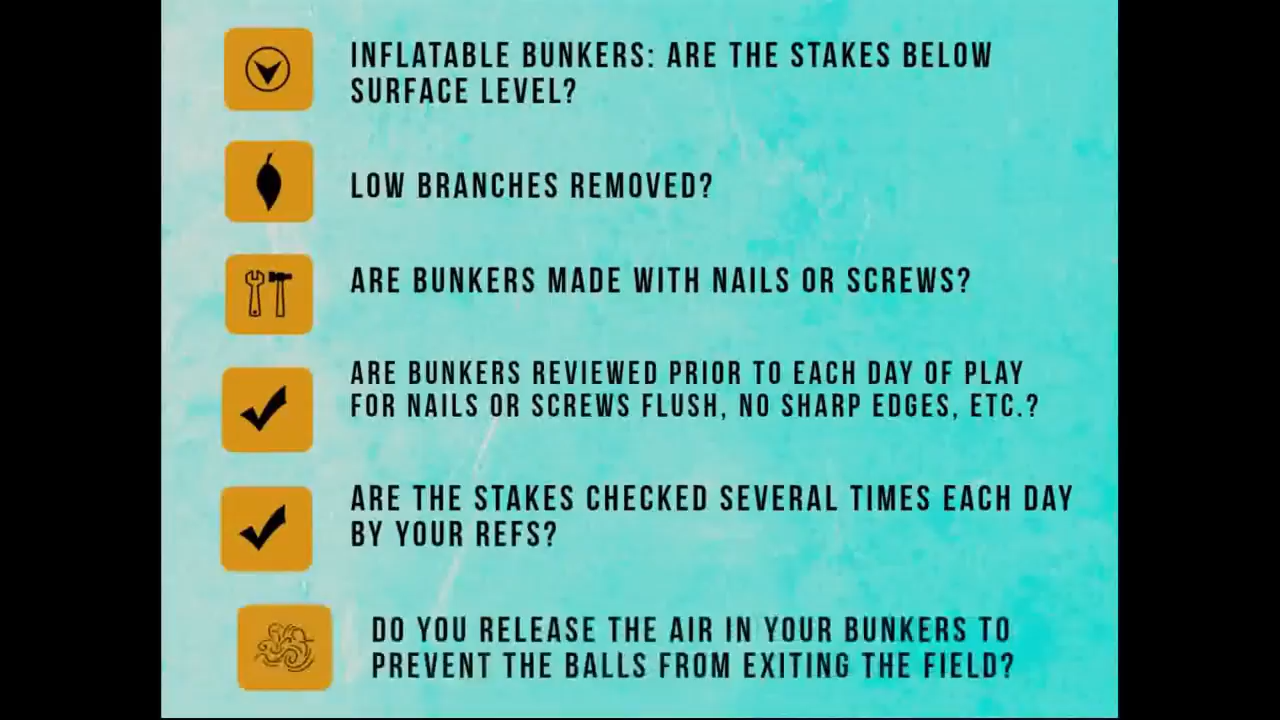 INFLATABLE BUNKERS: ARE THE STAKES BELOW
SURFACE LEVEL?
LOW BRANCHES REMOVED?
ARE BUNKERS MADE WITH NAILS OR SCREWS?
ARE BUNKERS REVIEWED PRIOR TO EACH DAY OF PLAY
FOR NAILS OR SCREWS FLUSH, NO SHARP EDGES, ETC.?
ARE THE STAKES CHECKED SEVERAL TIMES EACH DAY
BY YOUR REFS?
DO YOU RELEASE THE AIR IN YOUR BUNKERS TO
PREVENT THE BALLS FROM EXITING THE FIELD?